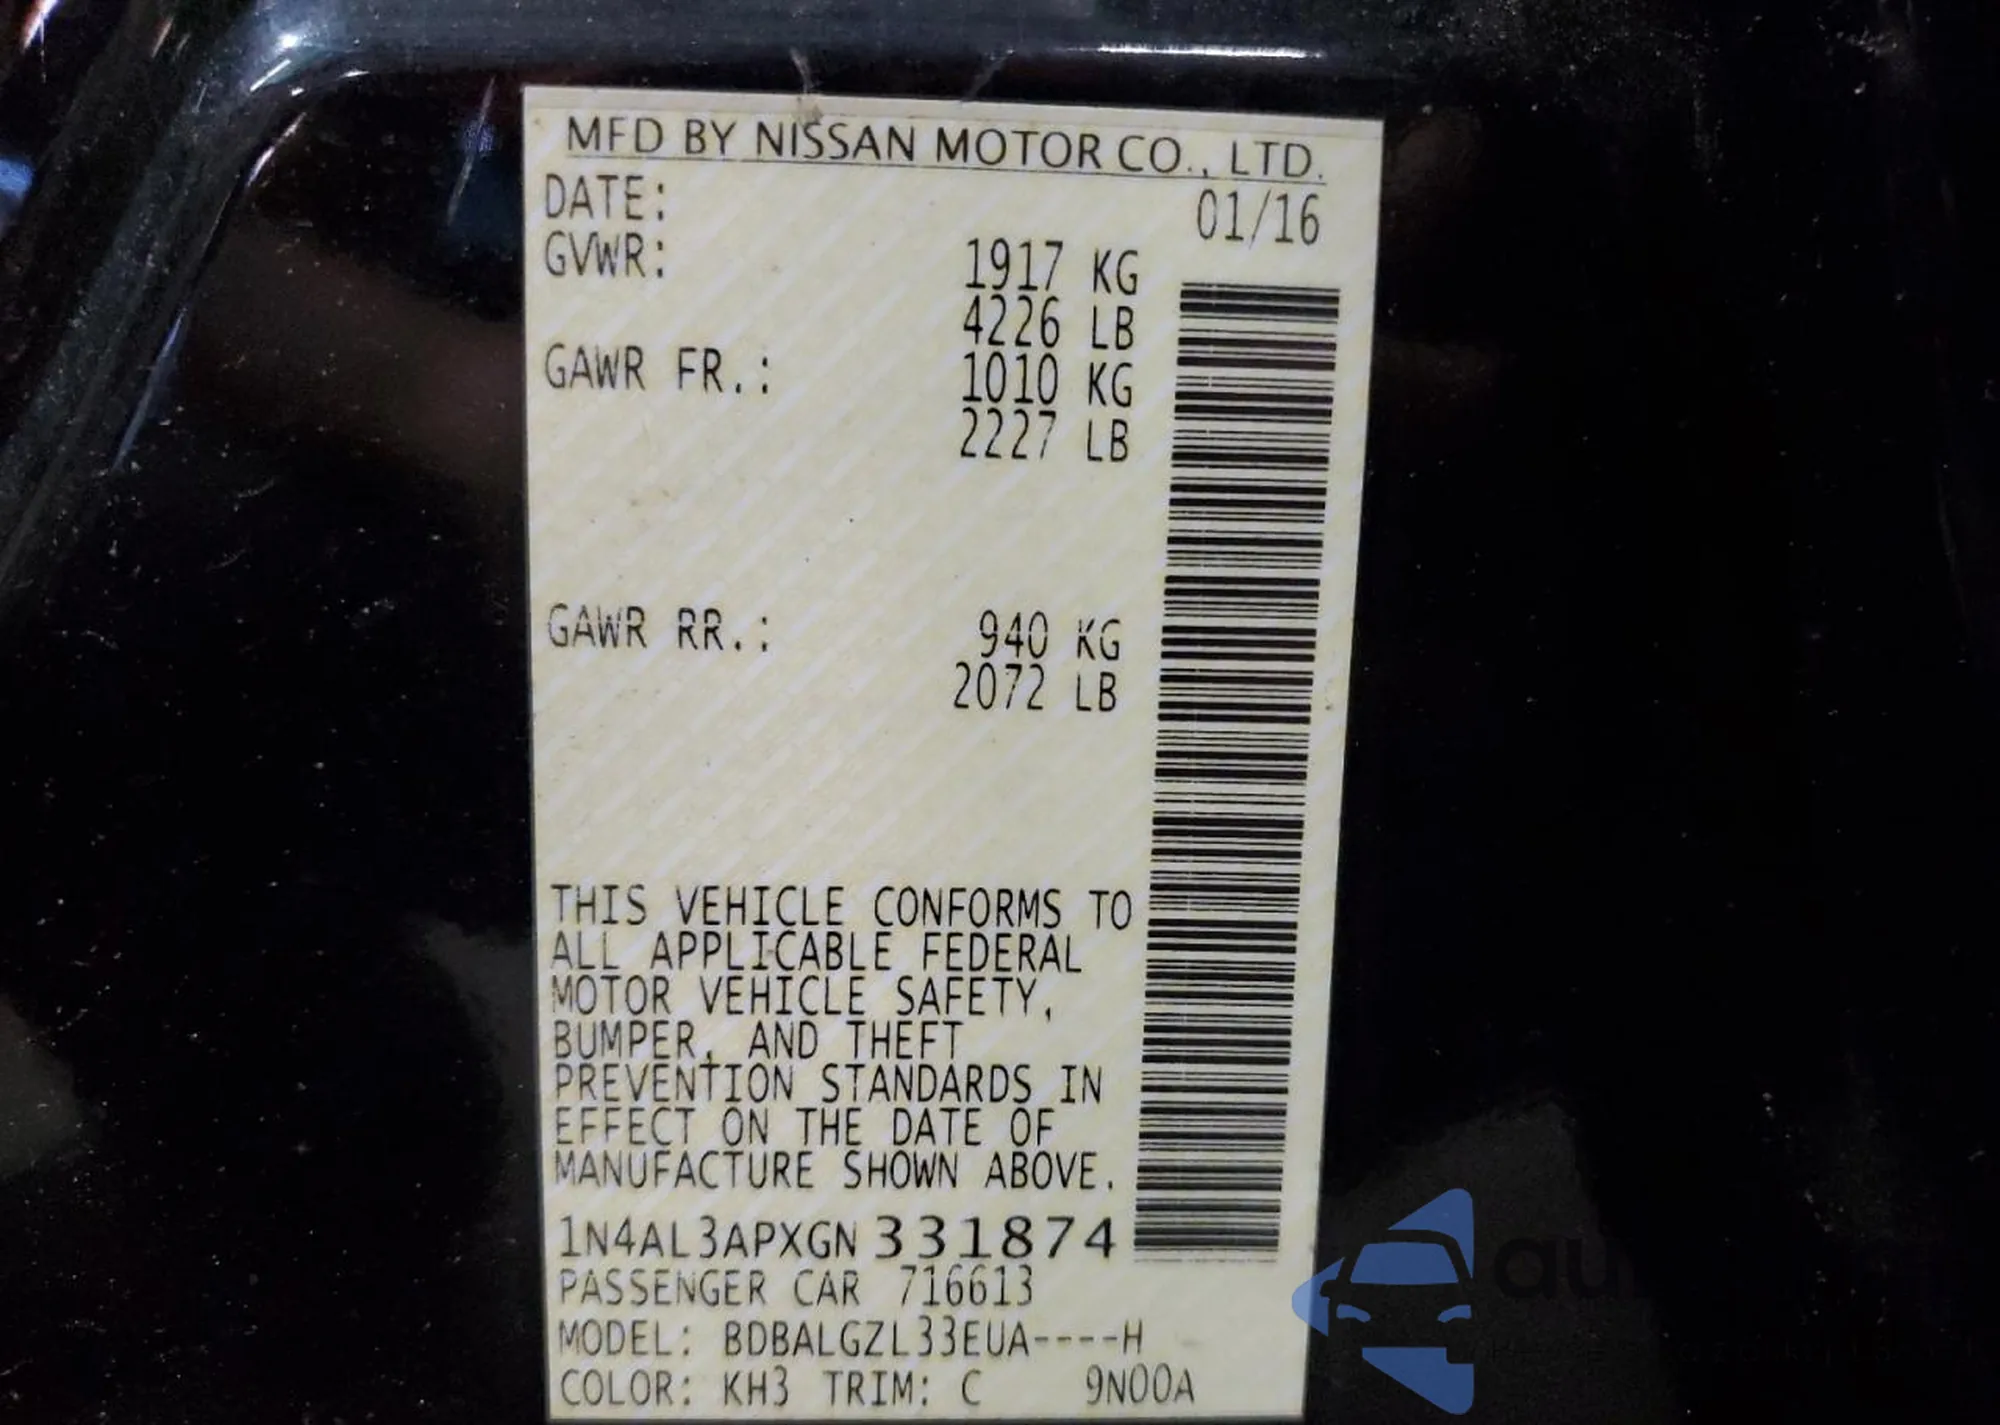 MFD BY NISSAN MOTOR CO., LTD.
DATE: 01/16
GVWR: 1917 KG
4226 LB
GAWR FR.: 1010 KG
2227 LB
GAWR RR.: 940 KG
2072 LB
THIS VEHICLE CONFORMS TO
ALL APPLICABLE FEDERAL
MOTOR VEHICLE SAFETY,
BUMPER, AND THEFT
PREVENTION STANDARDS IN
EFFECT ON THE DATE OF
MANUFACTURE SHOWN ABOVE.
1N4AL3APXGN331874
PASSENGER CAR 716613
MODEL: BDBALGZL33EUA----H
COLOR: KH3 TRIM: C 9N00A